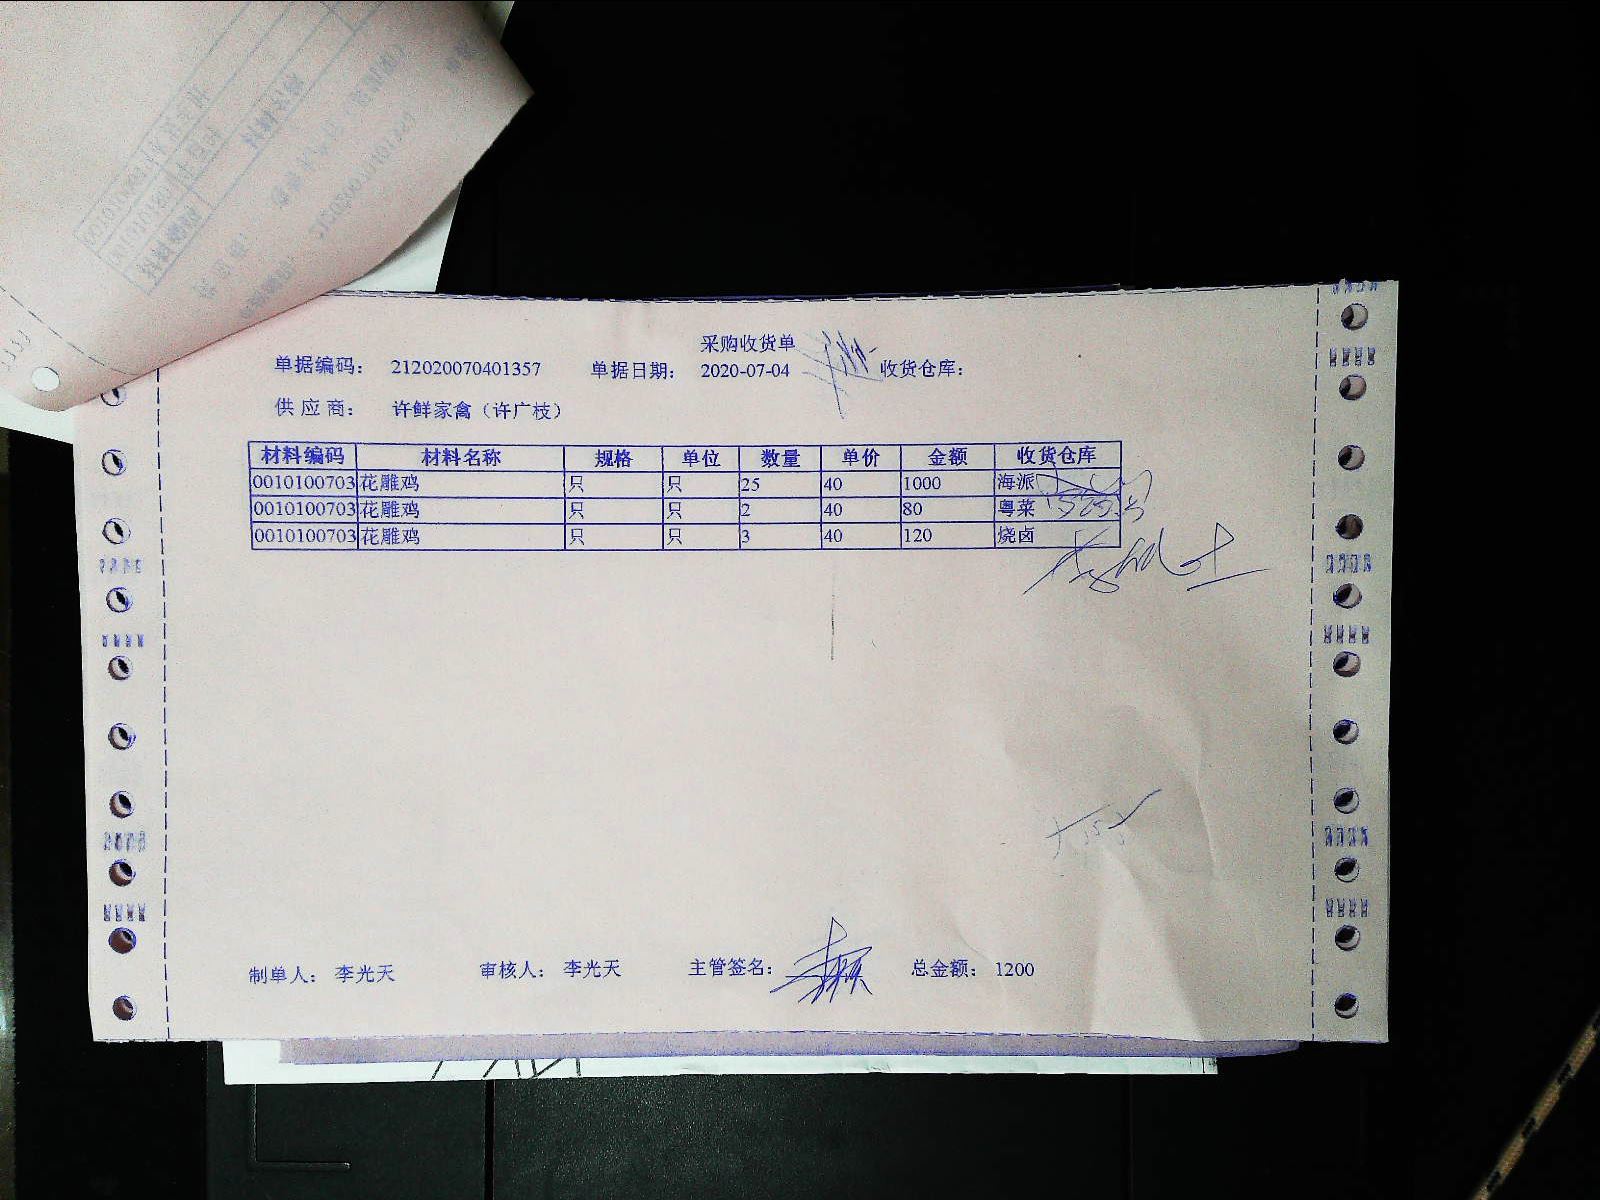 采购收货单
单据编码： 212020070401357 单据日期： 2020-07-04 收货仓库：
供应商： 许鲜家禽（许广枝）
材料编码 材料名称 规格 单位 数量 单价 金额 收货仓库
0010100703 花雕鸡 只 只 25 40 1000 海派
0010100703 花雕鸡 只 只 2 40 80 粤菜
0010100703 花雕鸡 只 只 3 40 120 烧卤
制单人： 李光天 审核人： 李光天 主管签名： 总金额： 1200